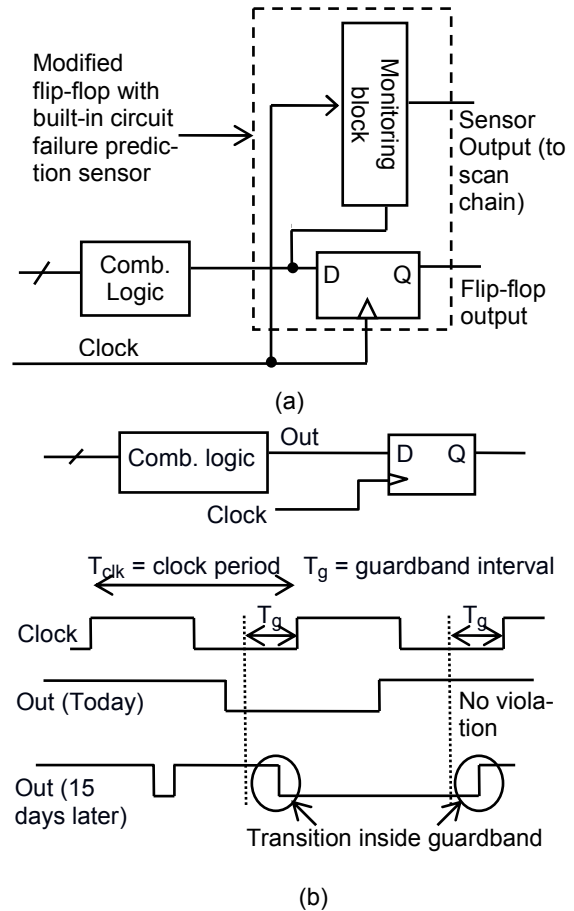 Modified
flip-flop with
built-in circuit
failure predic-
tion sensor
Monitoring
block
Sensor
Output (to
scan
chain)
Comb.
Logic
D Q
Flip-flop
output
Clock
(a)
Out
Comb. logic
D Q
Clock
Tclk = clock period Tg = guardband interval
Tg Tg
Clock
Out (Today)
No viola-
tion
Out (15
days later)
Transition inside guardband
(b)